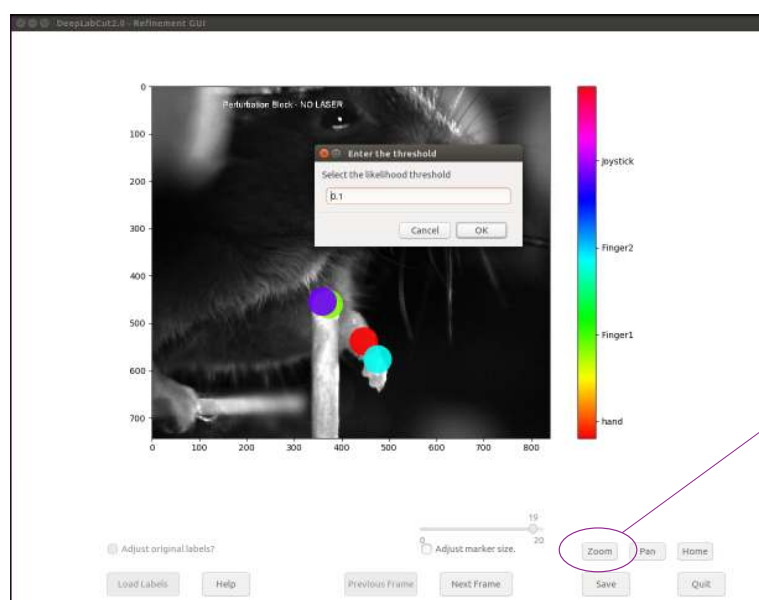 DeepLabCut2.0 - Refinement GUI
Perturbation Block - NO LASER
Enter the threshold
Select the likelihood threshold
0.1
Cancel
OK
0
100
200
300
400
500
600
700
0 100 200 300 400 500 600 700 800
Joystick
Finger2
Finger1
hand
19
0
20
Adjust original labels?
Adjust marker size.
Zoom
Pan
Home
Load Labels
Help
Previous Frame
Next Frame
Save
Quit